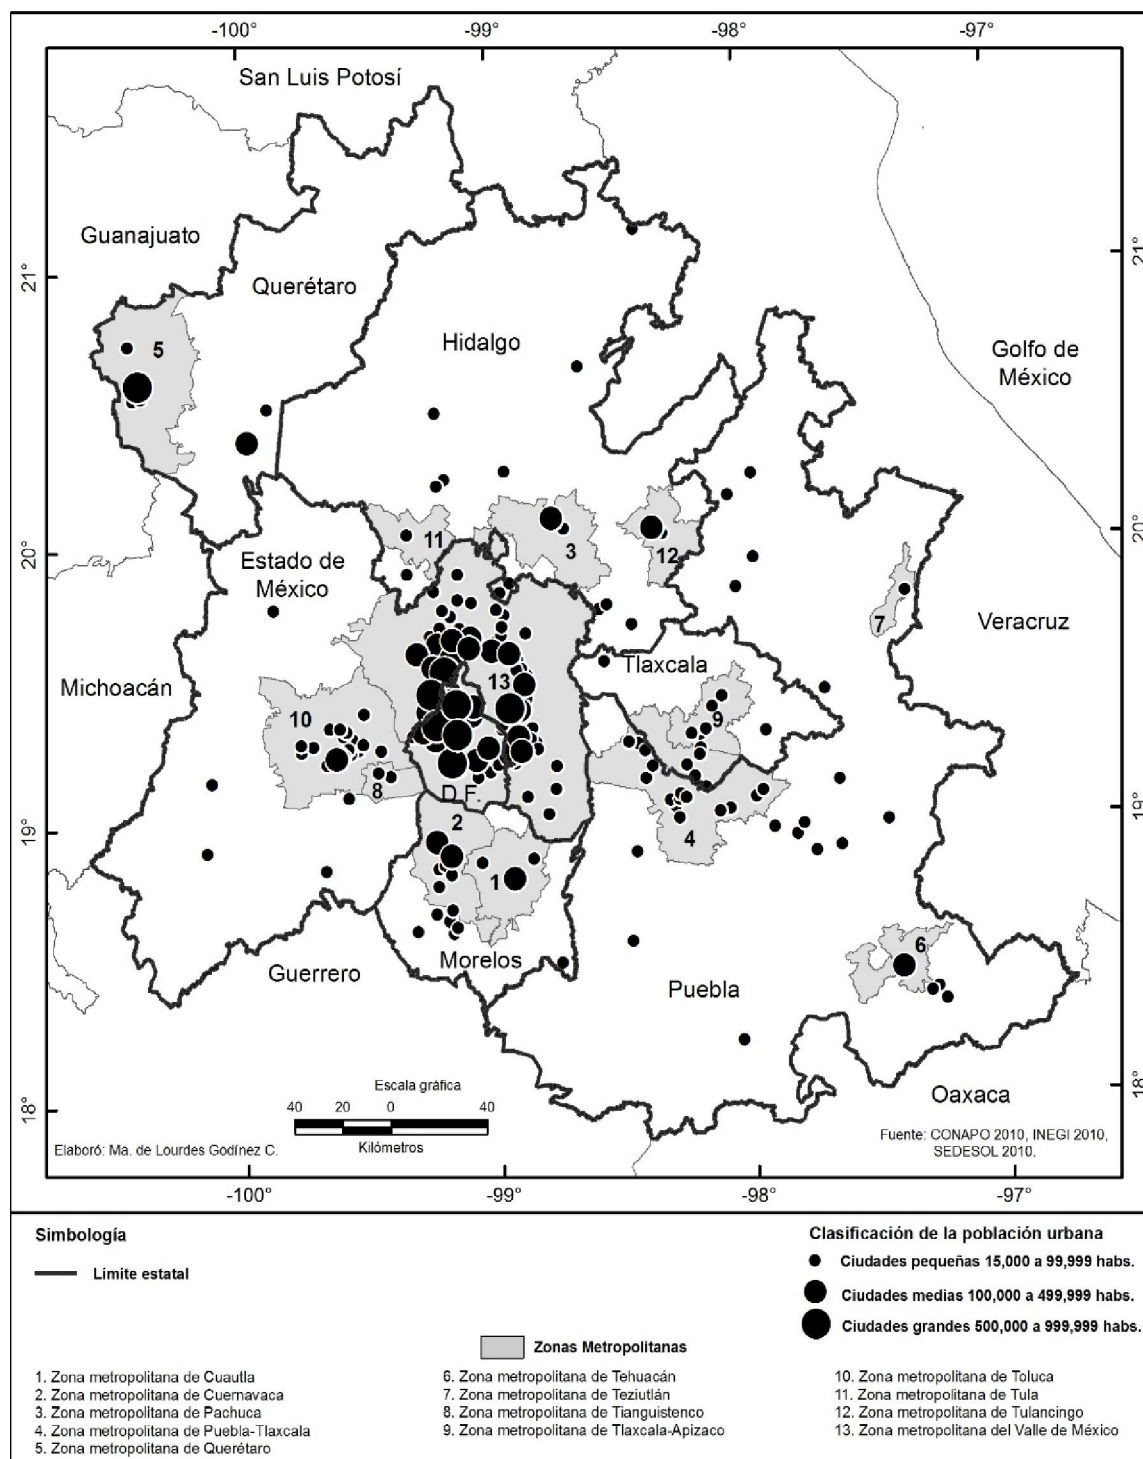 -100° -99° -98° -97°
San Luis Potosí
Guanajuato
21°
21°
Querétaro
Hidalgo
5
Golfo de
México
20°
20°
11
3
12
Estado de
México
7
Veracruz
Michoacán
Tlaxcala
13
10
9
8
D.F.
19°
19°
2
4
1
6
Guerrero
Morelos
Puebla
18°
18°
Oaxaca
Escala gráfica
40 20 0 40
Kilómetros
Elaboró: Ma. de Lourdes Godínez C.
Fuente: CONAPO 2010, INEGI 2010,
SEDESOL 2010.
-100° -99° -98° -97°
Simbología
Límite estatal
Clasificación de la población urbana
Ciudades pequeñas 15,000 a 99,999 habs.
Ciudades medias 100,000 a 499,999 habs.
Ciudades grandes 500,000 a 999,999 habs.
Zonas Metropolitanas
1. Zona metropolitana de Cuautla
2. Zona metropolitana de Cuernavaca
3. Zona metropolitana de Pachuca
4. Zona metropolitana de Puebla-Tlaxcala
5. Zona metropolitana de Querétaro
6. Zona metropolitana de Tehuacán
7. Zona metropolitana de Teziutlán
8. Zona metropolitana de Tianguistenco
9. Zona metropolitana de Tlaxcala-Apizaco
10. Zona metropolitana de Toluca
11. Zona metropolitana de Tula
12. Zona metropolitana de Tulancingo
13. Zona metropolitana del Valle de México